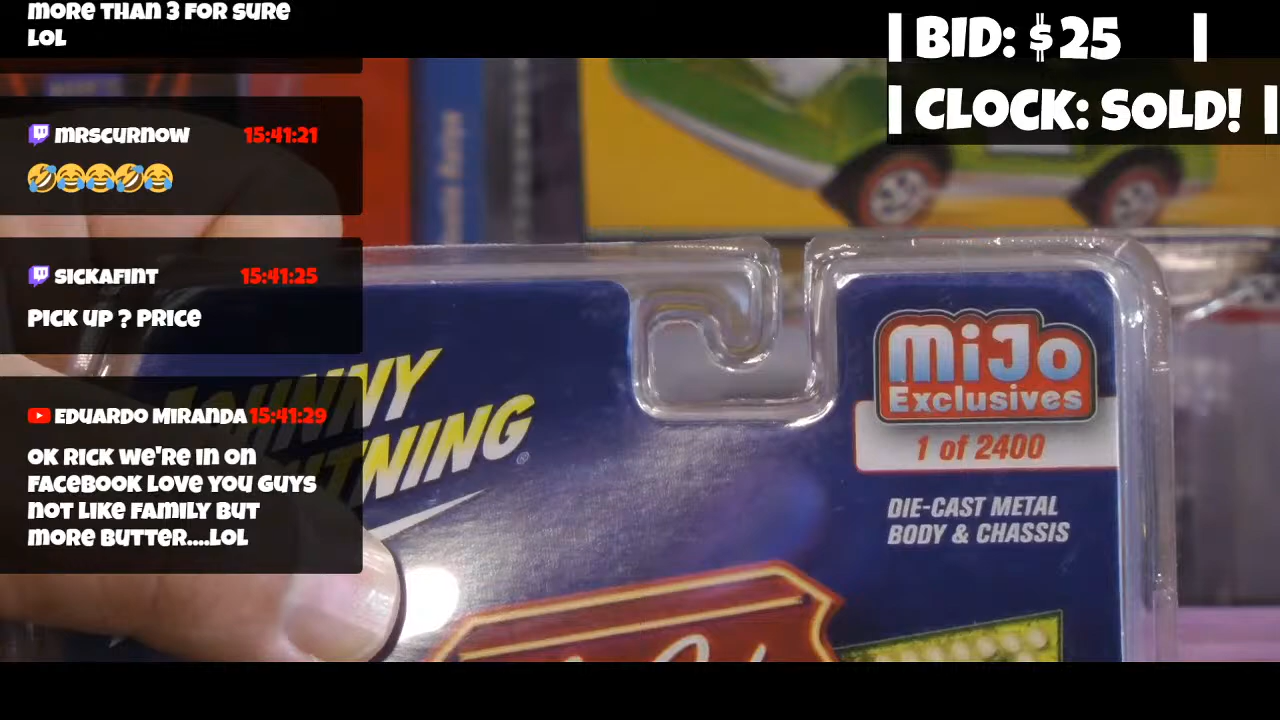 MORE THAN 3 FOR SURE
LOL
MRSCURNOW 15:41:21
🤣😂😂🤣😂
SICKAFINT 15:41:25
PICK UP ? PRICE
EDUARDO MIRANDA 15:41:29
OK RICK WE'RE IN ON
FACEBOOK LOVE YOU GUYS
NOT LIKE FAMILY BUT
MORE BUTTER....LOL
| BID: $25 |
| CLOCK: SOLD! |
JOHNNY
LIGHTNING®
MiJo
Exclusives
1 of 2400
DIE-CAST METAL
BODY & CHASSIS